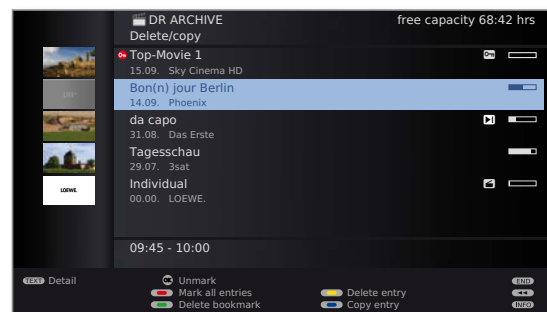 DR ARCHIVE free capacity 68:42 hrs
Delete/copy
Top-Movie 1
15.09. Sky Cinema HD
OFF
Bon(n) jour Berlin
14.09. Phoenix
da capo
31.08. Das Erste
Tagesschau
29.07. 3sat
LOEWE.
Individual
00.00. LOEWE.
09:45 - 10:00
TEXT Detail OK Unmark END
Mark all entries Delete entry
Delete bookmark Copy entry INFO